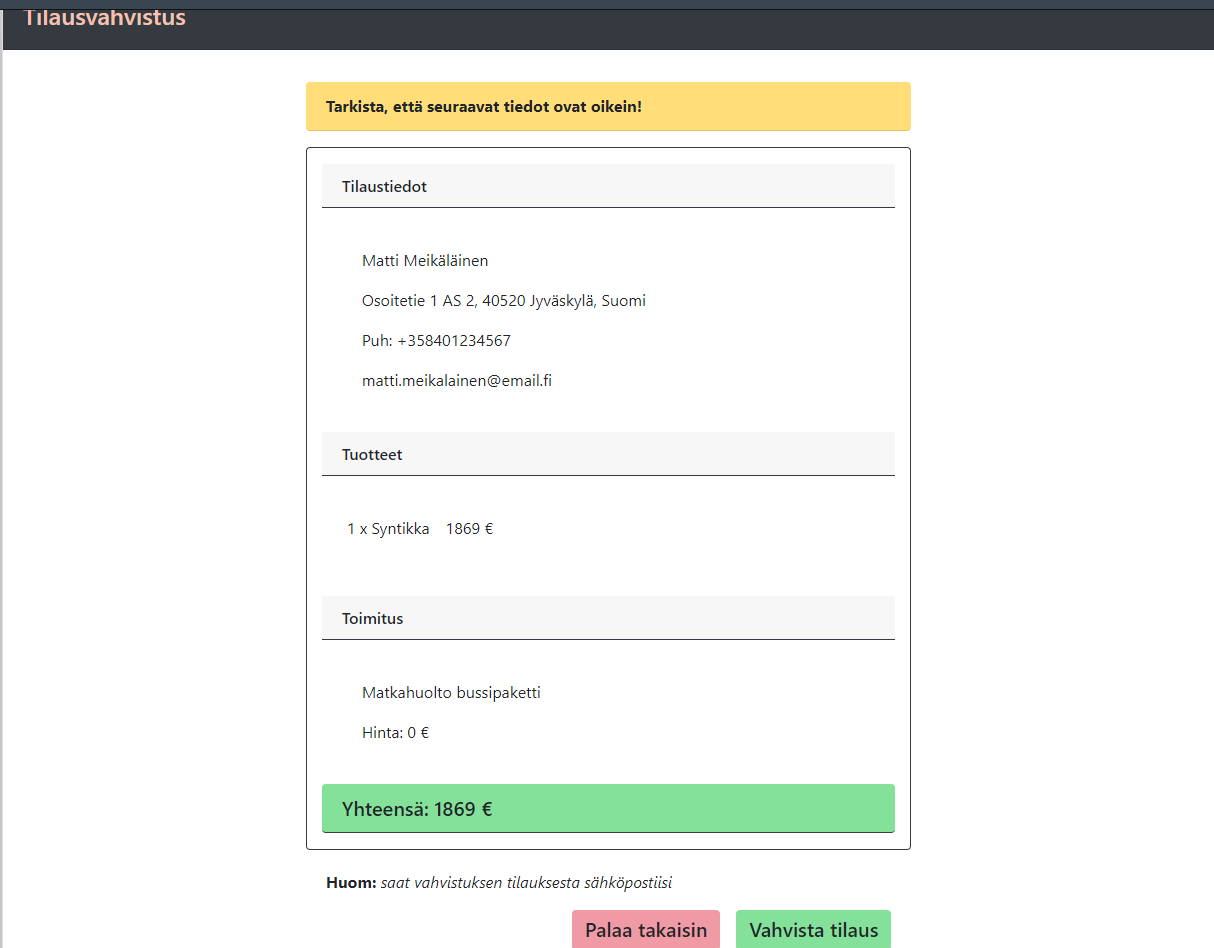 Tilausvahvistus
Tarkista, että seuraavat tiedot ovat oikein!
Tilaustiedot
Matti Meikäläinen
Osoitetie 1 AS 2, 40520 Jyväskylä, Suomi
Puh: +358401234567
matti.meikalainen@email.fi
Tuotteet
1 x Syntikka 1869 €
Toimitus
Matkahuolto bussipaketti
Hinta: 0 €
Yhteensä: 1869 €
Huom: saat vahvistuksen tilauksesta sähköpostiisi
Palaa takaisin Vahvista tilaus